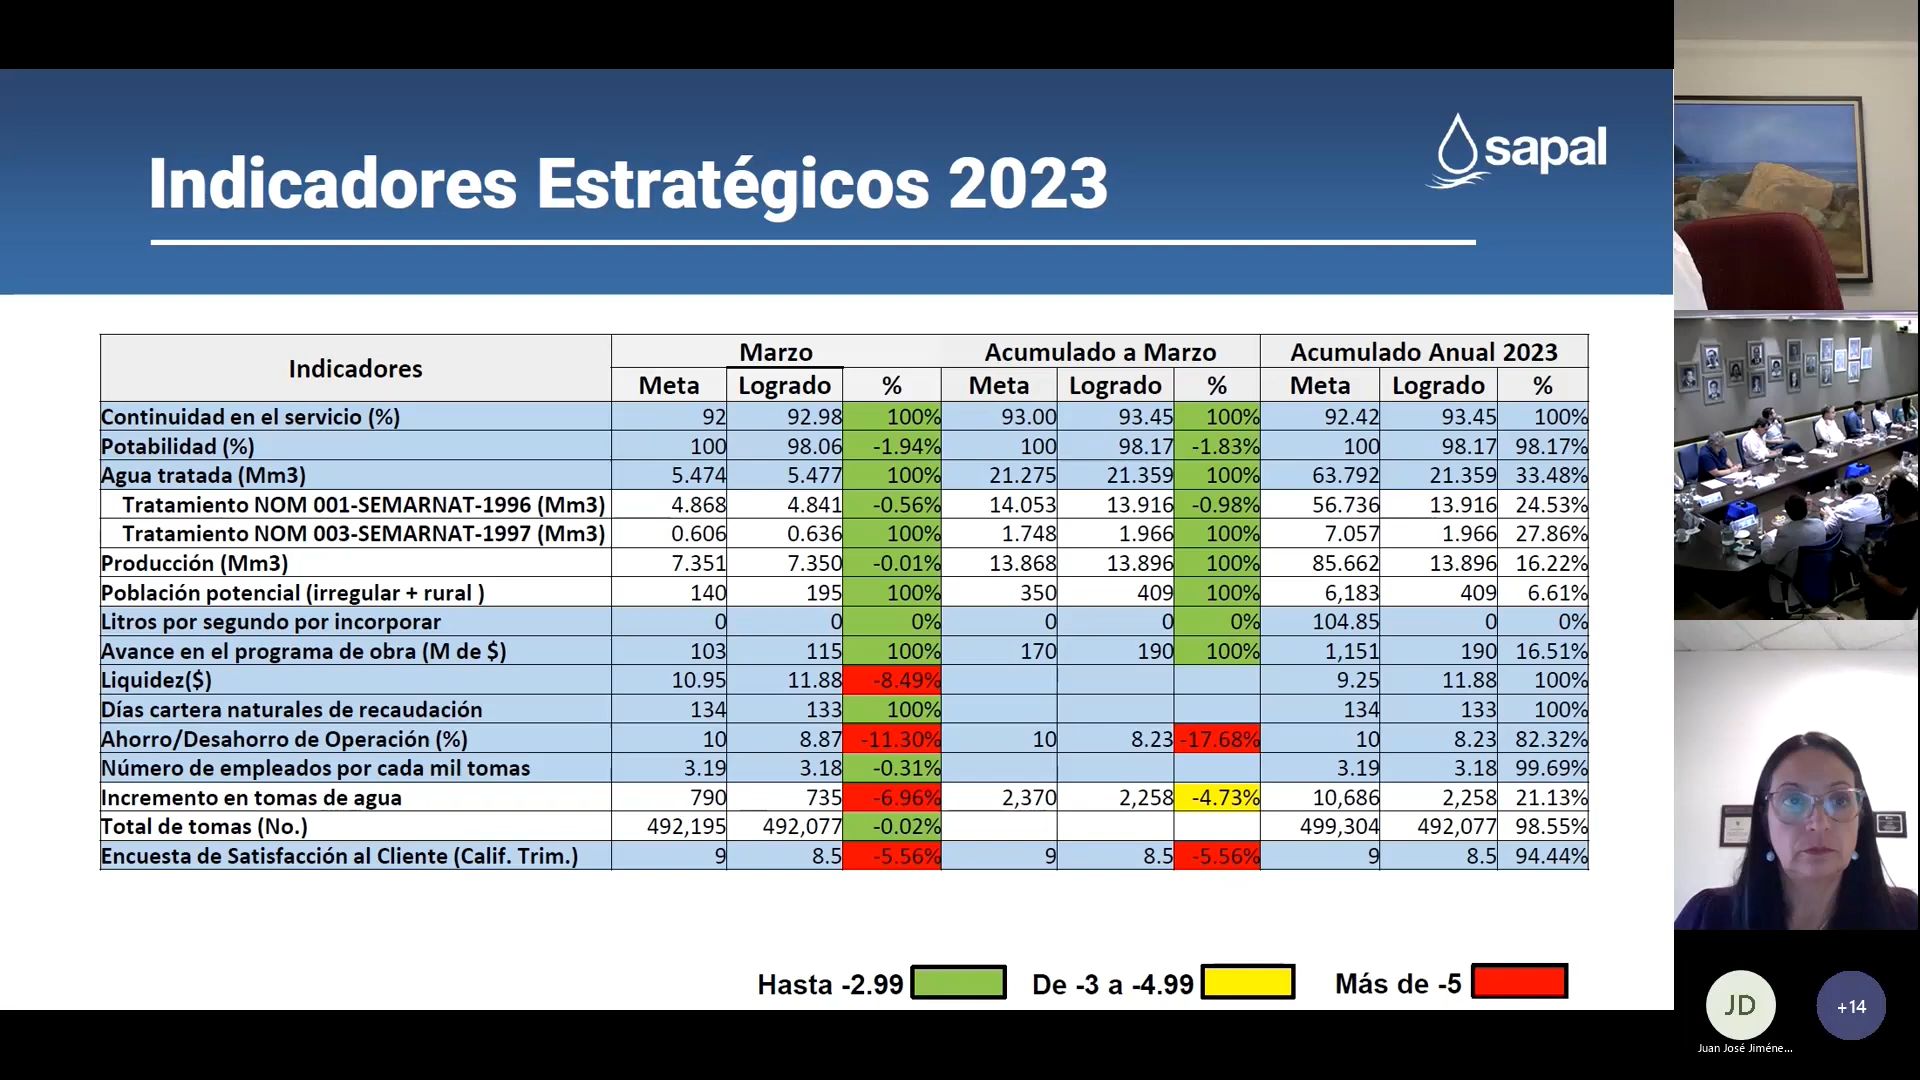 sapal
Indicadores Estratégicos 2023
Indicadores Marzo Acumulado a Marzo Acumulado Anual 2023
Meta Logrado % Meta Logrado % Meta Logrado %
Continuidad en el servicio (%) 92 92.98 100% 93.00 93.45 100% 92.42 93.45 100%
Potabilidad (%) 100 98.06 -1.94% 100 98.17 -1.83% 100 98.17 98.17%
Agua tratada (Mm3) 5.474 5.477 100% 21.275 21.359 100% 63.792 21.359 33.48%
Tratamiento NOM 001-SEMARNAT-1996 (Mm3) 4.868 4.841 -0.56% 14.053 13.916 -0.98% 56.736 13.916 24.53%
Tratamiento NOM 003-SEMARNAT-1997 (Mm3) 0.606 0.636 100% 1.748 1.966 100% 7.057 1.966 27.86%
Producción (Mm3) 7.351 7.350 -0.01% 13.868 13.896 100% 85.662 13.896 16.22%
Población potencial (irregular + rural ) 140 195 100% 350 409 100% 6,183 409 6.61%
Litros por segundo por incorporar 0 0 0% 0 0 0% 104.85 0 0%
Avance en el programa de obra (M de $) 103 115 100% 170 190 100% 1,151 190 16.51%
Liquidez($) 10.95 11.88 -8.49% 9.25 11.88 100%
Días cartera naturales de recaudación 134 133 100% 134 133 100%
Ahorro/Desahorro de Operación (%) 10 8.87 -11.30% 10 8.23 -17.68% 10 8.23 82.32%
Número de empleados por cada mil tomas 3.19 3.18 -0.31% 3.19 3.18 99.69%
Incremento en tomas de agua 790 735 -6.96% 2,370 2,258 -4.73% 10,686 2,258 21.13%
Total de tomas (No.) 492,195 492,077 -0.02% 499,304 492,077 98.55%
Encuesta de Satisfacción al Cliente (Calif. Trim.) 9 8.5 -5.56% 9 8.5 -5.56% 9 8.5 94.44%
Hasta -2.99 De -3 a -4.99 Más de -5
JD +14
Juan José Jiméne...